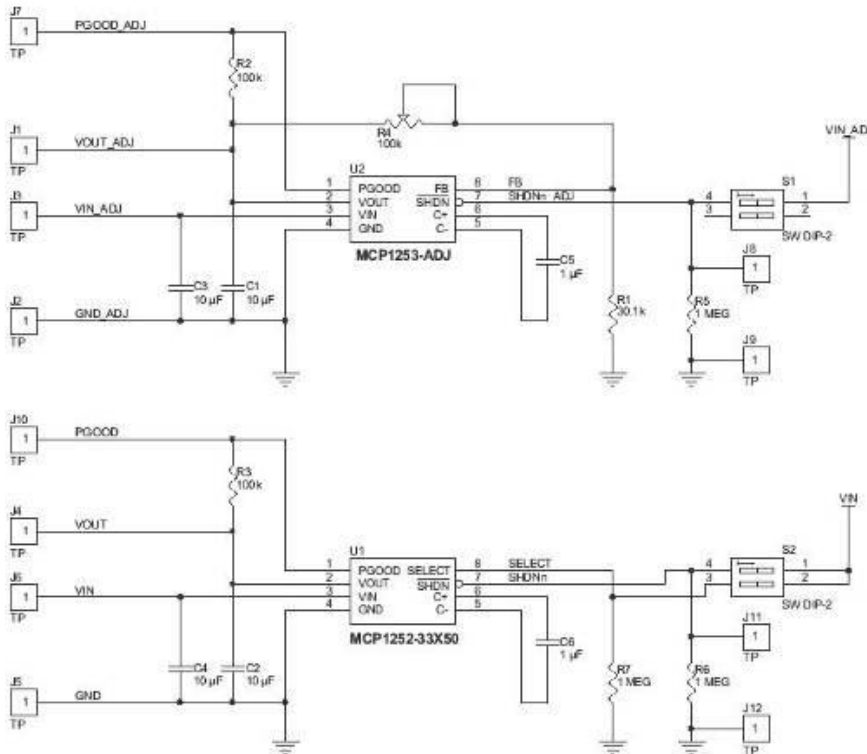 J7
1
TP
PGOOD_ADJ
R2
100k
J1
1
TP
VOUT_ADJ
R4
100k
VIN_AD
J3
1
TP
VIN_ADJ
U2
1 PGOOD FB 8 FB
2 VOUT SHDN 7 SHDNn_ADJ
3 VIN C+ 6
4 GND C- 5
MCP1253-ADJ
S1
4 1
3 2
SW DIP-2
C3
10 µF
C1
10 µF
C5
1 µF
J8
1
TP
J2
1
TP
GND_ADJ
R1
30.1k
R5
1 MEG
J9
1
TP
J10
1
TP
PGOOD
R3
100k
J4
1
TP
VOUT
VIN
J6
1
TP
VIN
U1
1 PGOOD SELECT 8 SELECT
2 VOUT SHDN 7 SHDNn
3 VIN C+ 6
4 GND C- 5
MCP1252-33X50
S2
4 1
3 2
SW DIP-2
C4
10 µF
C2
10 µF
C6
1 µF
J11
1
TP
J5
1
TP
GND
R7
1 MEG
R6
1 MEG
J12
1
TP